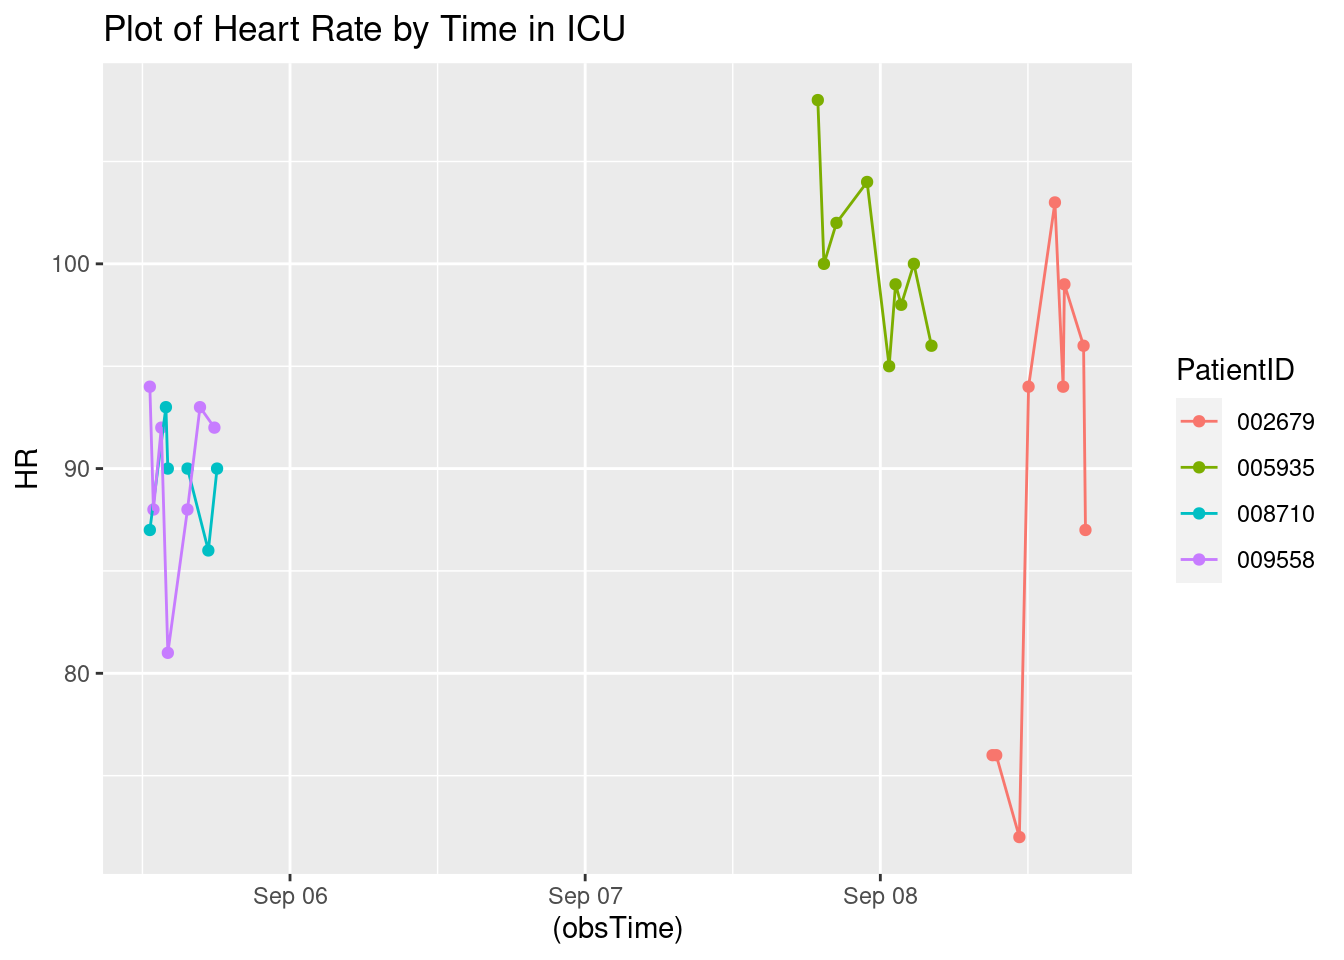 Plot of Heart Rate by Time in ICU
HR
100
90
80
Sep 06
Sep 07
Sep 08
(obsTime)
PatientID
002679
005935
008710
009558